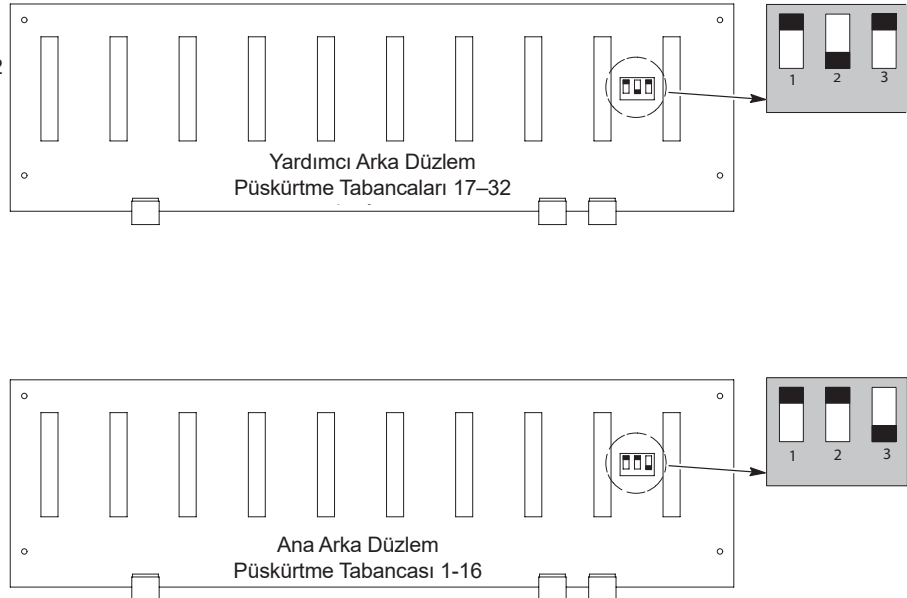 2
1 2 3
Yardımcı Arka Düzlem
Püskürtme Tabancaları 17–32
1 2 3
Ana Arka Düzlem
Püskürtme Tabancası 1-16